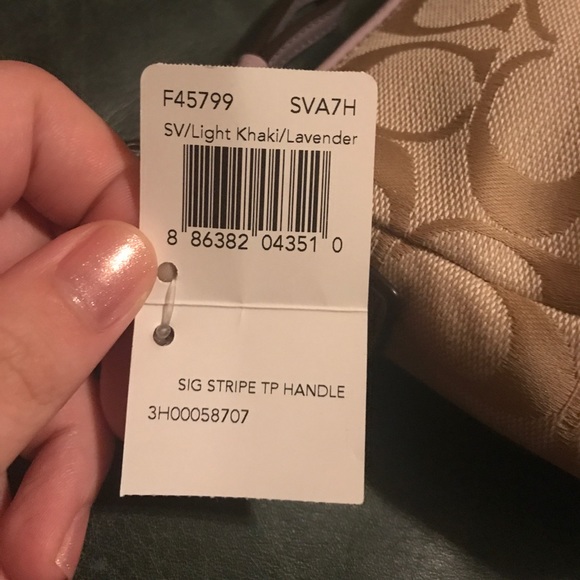 F45799 SVA7H
SV/Light Khaki/Lavender
8 86382 04351 0
SIG STRIPE TP HANDLE
3H00058707